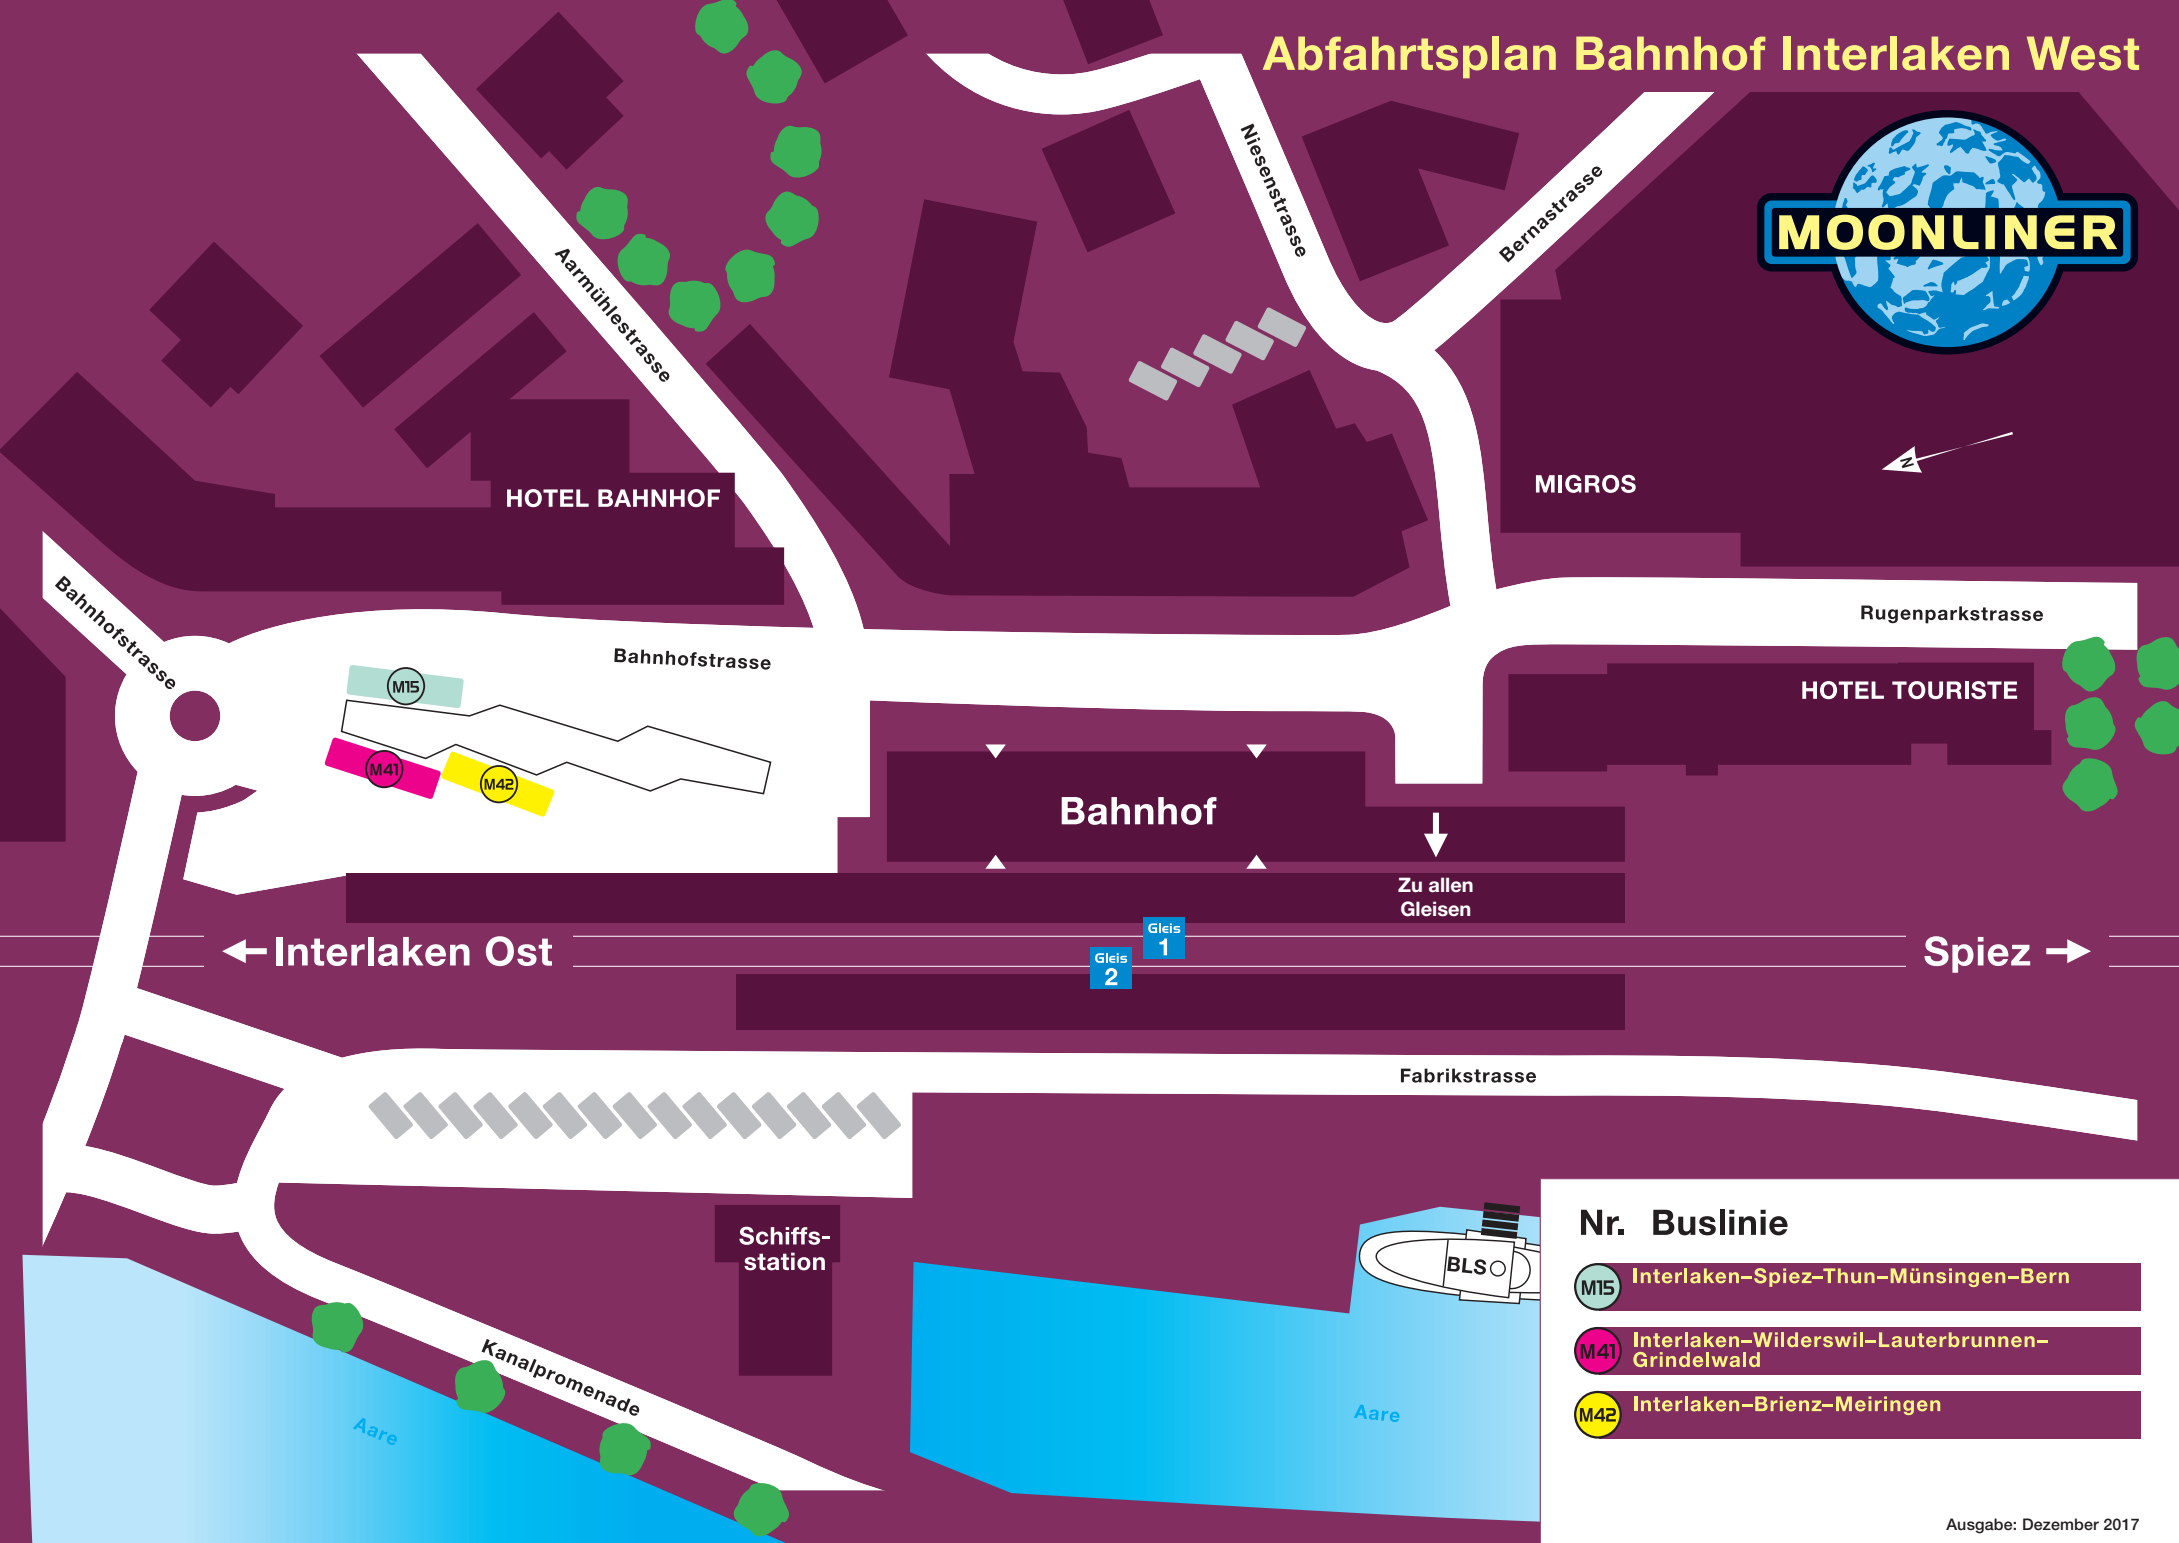 Abfahrtsplan Bahnhof Interlaken West
MOONLINER
Niesenstrasse
Bernastrasse
Aarmühlestrasse
N
MIGROS
HOTEL BAHNHOF
Bahnhofstrasse
Rugenparkstrasse
Bahnhofstrasse
M15
HOTEL TOURISTE
M41
M42
Bahnhof
Zu allen
Gleisen
Gleis
1
Interlaken Ost
Spiez
Gleis
2
Fabrikstrasse
Schiffs-
station
BLS
Kanalpromenade
Aare
Aare
Nr. Buslinie
M15 Interlaken–Spiez–Thun–Münsingen–Bern
M41 Interlaken–Wilderswil–Lauterbrunnen–
Grindelwald
M42 Interlaken–Brienz–Meiringen
Ausgabe: Dezember 2017